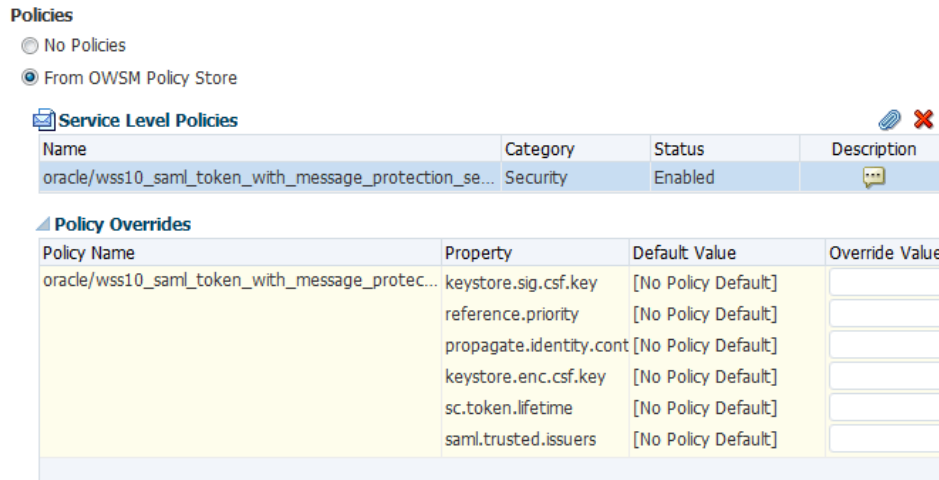 Policies
No Policies
From OWSM Policy Store
Service Level Policies
Name Category Status Description
oracle/wss10_saml_token_with_message_protection_se... Security Enabled
Policy Overrides
Policy Name Property Default Value Override Value
oracle/wss10_saml_token_with_message_protec... keystore.sig.csf.key [No Policy Default]
reference.priority [No Policy Default]
propagate.identity.cont [No Policy Default]
keystore.enc.csf.key [No Policy Default]
sc.token.lifetime [No Policy Default]
saml.trusted.issuers [No Policy Default]